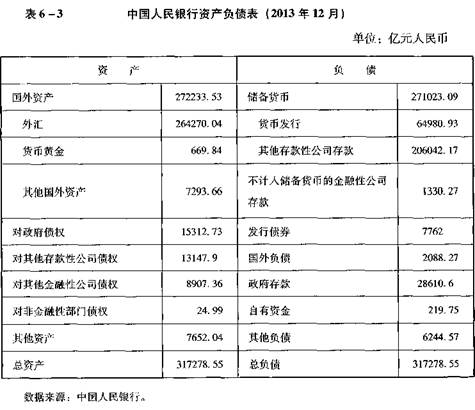 表6-3 中国人民银行资产负债表(2013年12月)
单位:亿元人民币
资 产 负 债
国外资产 272233.53 储备货币 271023.09
外汇 264270.04 货币发行 64980.93
货币黄金 669.84 其他存款性公司存款 206042.17
其他国外资产 7293.66 不计入储备货币的金融性公司
存款 1330.27
对政府债权 15312.73 发行债券 7762
对其他存款性公司债权 13147.9 国外负债 2088.27
对其他金融性公司债权 8907.36 政府存款 28610.6
对非金融性部门债权 24.99 自有资金 219.75
其他资产 7652.04 其他负债 6244.57
总资产 317278.55 总负债 317278.55
数据来源:中国人民银行。